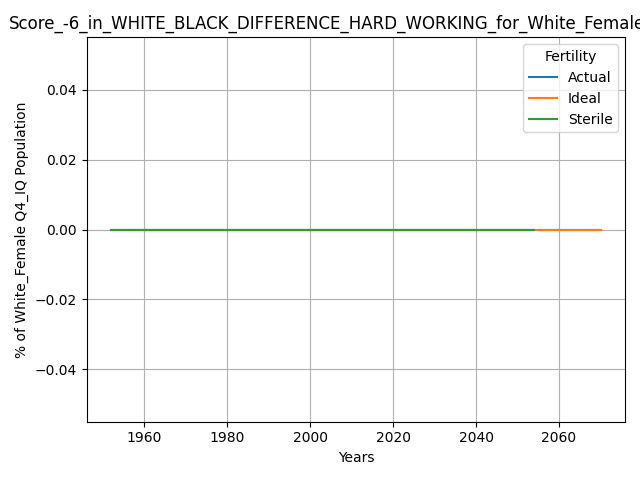 Score_-6_in_WHITE_BLACK_DIFFERENCE_HARD_WORKING_for_White_Female
Fertility
Actual
Ideal
Sterile
% of White_Female Q4_IQ Population
0.04
0.02
0.00
−0.02
−0.04
1960
1980
2000
2020
2040
2060
Years